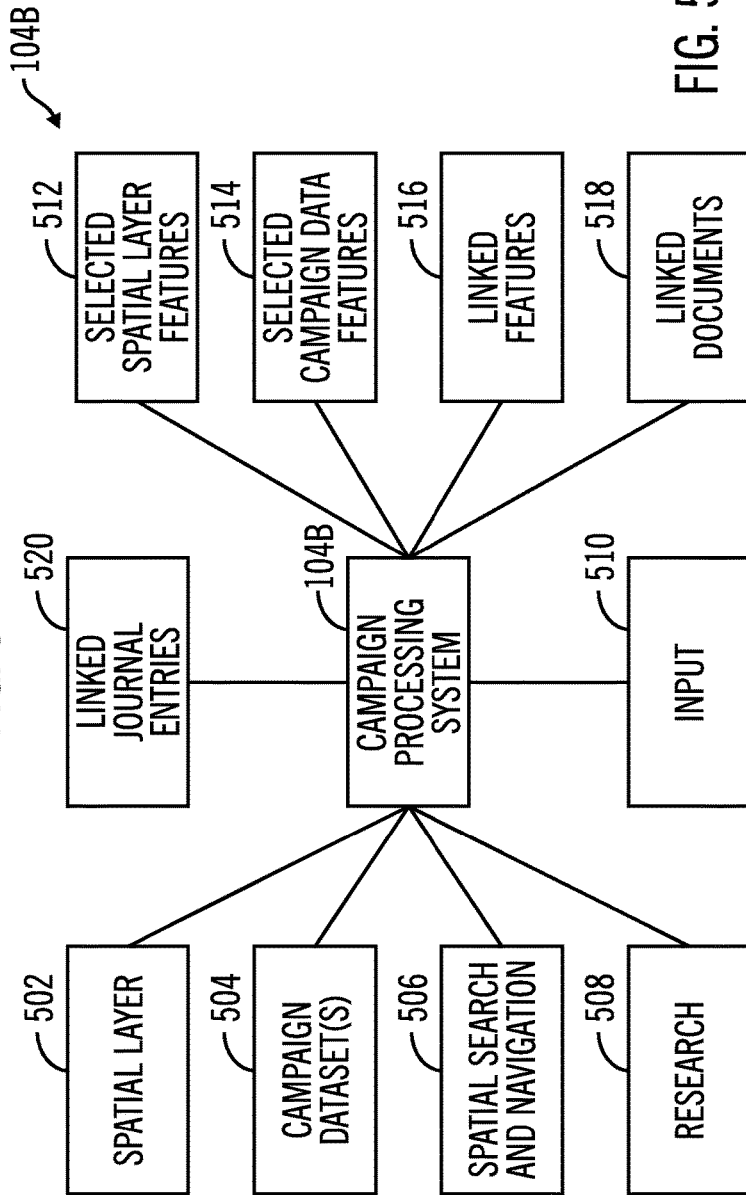 104B
502
SPATIAL LAYER
520
LINKED
JOURNAL
ENTRIES
512
SELECTED
SPATIAL LAYER
FEATURES
504
CAMPAIGN
DATASET(S)
514
SELECTED
CAMPAIGN DATA
FEATURES
104B
CAMPAIGN
PROCESSING
SYSTEM
506
SPATIAL SEARCH
AND NAVIGATION
516
LINKED
FEATURES
508
RESEARCH
510
INPUT
518
LINKED
DOCUMENTS
FIG. 5